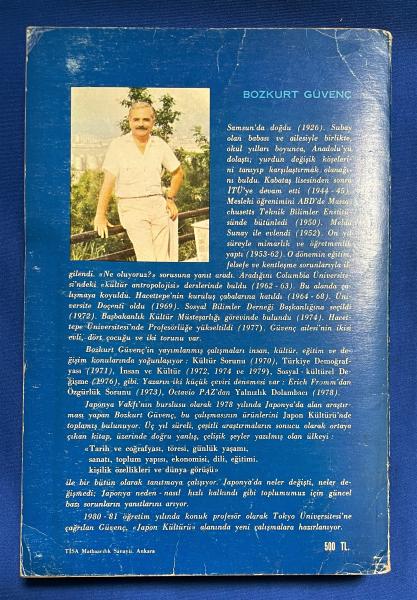 BOZKURT GÜVENÇ
Samsun'da doğdu (1926). Subay
olan babası ve ailesiyle birlikte,
okul yılları boyunca, Anadolu'yu
dolaştı; yurdun değişik köşeleri-
ni tanıyıp karşılaştırmak olanağı-
nı buldu. Kabataş lisesinden sonra
İTÜ'ye devam etti (1944-45).
Mesleki öğrenimini ABD'de Massa-
chusetts Teknik Bilimler Enstitü-
sünde bütünledi (1950). Meldâ
Sunay ile evlendi (1952). On yıl
süreyle mimarlık ve öğretmenlik
yaptı (1953-62). O dönemin eğitim,
felsefe ve kentleşme sorunlarıyla il-
gilendi. «Ne oluyoruz?» sorusuna yanıt aradı. Aradığını Columbia Üniversite-
si'ndeki «kültür antropolojisi» derslerinde buldu (1962-63). Bu alanda ça-
lışmaya koyuldu. Hacettepe'nin kuruluş çabalarına katıldı (1964-68). Üni-
versite Doçenti oldu (1969). Sosyal Bilimler Derneği Başkanlığına seçildi
(1972). Başbakanlık Kültür Müsteşarlığı görevinde bulundu (1974). Hacet-
tepe Üniversitesi'nde Profesörlüğe yükseltildi (1977). Güvenç ailesi'nin ikisi
evli, dört çocuğu ve iki torunu var.
Bozkurt Güvenç'in yayınlanmış çalışmaları insan, kültür, eğitim ve de-
ğişim konularında yoğunlaşıyor: Kültür Sorunu (1970), Türkiye Demograf-
yası (1971), İnsan ve Kültür (1972, 1974 ve 1979), Sosyal-kültürel De-
ğişme (1976), gibi. Yazarın iki küçük çeviri denemesi var: Erich Fromm'dan
Özgürlük Sorunu (1973), Octavio PAZ'dan Yalnızlık Dolambacı (1978).
Japonya Vakfı'nın burslusu olarak 1978 yılında Japonya'da alan araştır-
ması yapan Bozkurt Güvenç, bu çalışmasının ürünlerini Japon Kültürü'nde
toplamış bulunuyor. Üç yıl süreli, çeşitli araştırmaların sonucu olarak ortaya
çıkan kitap, üzerinde doğru yanlış, çelişik şeyler yazılmış olan ülkeyi:
«Tarih ve coğrafyası, töresi, günlük yaşamı,
sanatı, toplum yapısı, ekonomisi, dili, eğitimi,
kişilik özellikleri ve dünya görüşü»
ile bir bütün olarak tanıtmaya çalışıyor. Japonya'da neler değişti, neler de-
ğişmedi; Japonya neden-nasıl hızlı kalkındı gibi toplumumuz için güncel
bazı sorunların yanıtlarını arıyor.
1980-81 öğretim yılında konuk profesör olarak Tokyo Üniversitesi'ne
çağrılan Güvenç, «Japon Kültürü» alanında yeni çalışmalara hazırlanıyor.
TİSA Matbaacılık Sanayii, Ankara
500 TL.